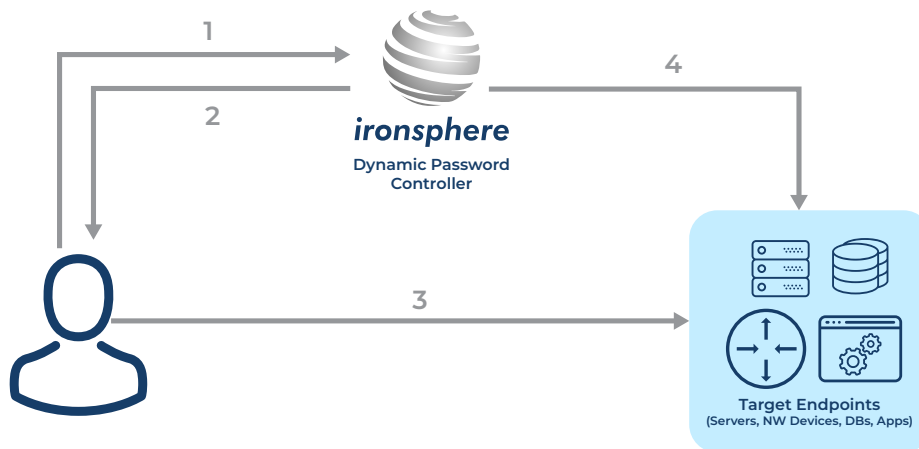 1
2
ironsphere
Dynamic Password
Controller
4
3
Target Endpoints
(Servers, NW Devices, DBs, Apps)